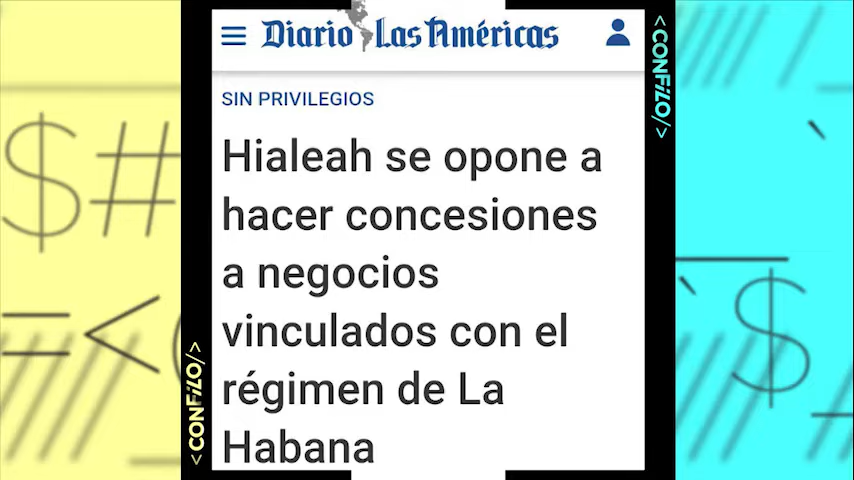 Diario Las Américas
<CONFILO/>
SIN PRIVILEGIOS
Hialeah se opone a
hacer concesiones
a negocios
vinculados con el
régimen de La
Habana
<CONFILO/>
$#
=<(
`
_
`$
_